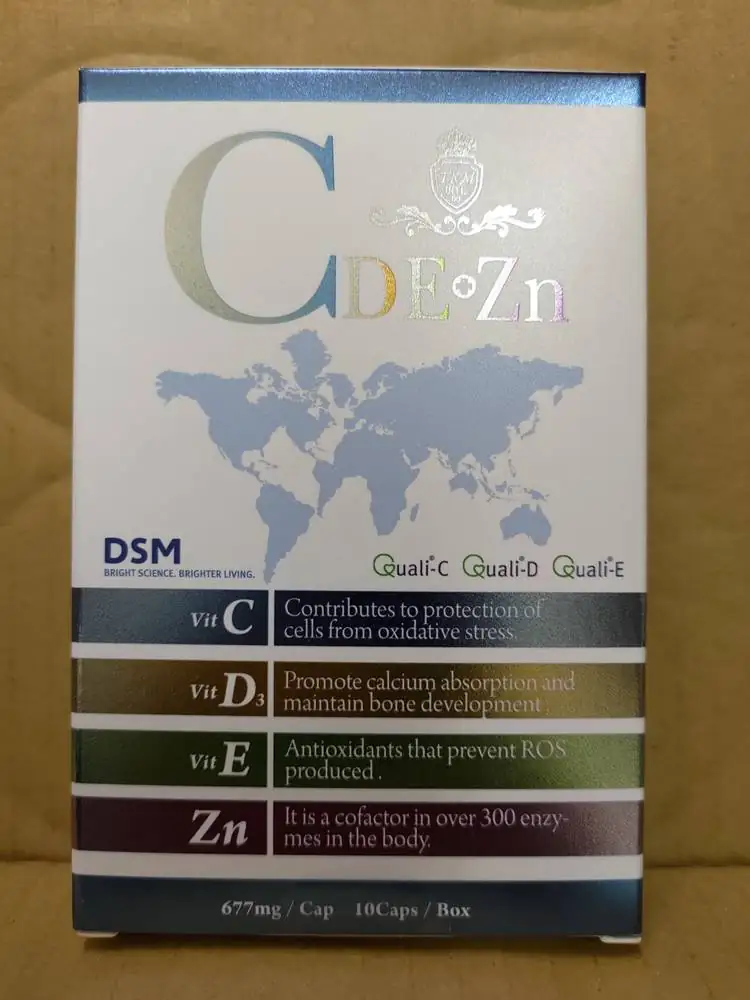 CDE+Zn
DSM
BRIGHT SCIENCE. BRIGHTER LIVING.
Quali®-C Quali®-D Quali®-E
Vit C
Contributes to protection of
cells from oxidative stress.
Vit D3
Promote calcium absorption and
maintain bone development
Vit E
Antioxidants that prevent ROS
produced.
Zn
It is a cofactor in over 300 enzy-
mes in the body.
677mg / Cap 10Caps / Box